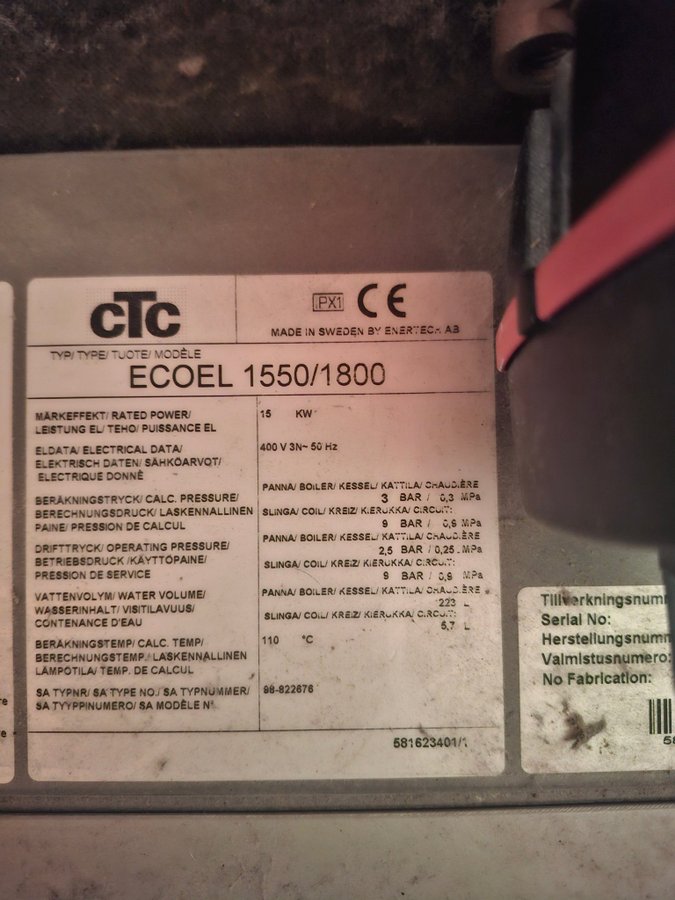 CTC
IPX1 CE
MADE IN SWEDEN BY ENERTECH AB
TYP/ TYPE/ TUOTE/ MODÈLE
ECOEL 1550/1800
MÄRKEFFEKT/ RATED POWER/
LEISTUNG EL/ TEHO/ PUISSANCE EL
15 KW
ELDATA/ ELECTRICAL DATA/
ELEKTRISCH DATEN/ SÄHKÖARVOT/
ELECTRIQUE DONNÈ
400 V 3N~ 50 Hz
BERÄKNINGSTRYCK/ CALC. PRESSURE/
BERECHNUNGSDRUCK/ LASKENNALLINEN
PAINE/ PRESSION DE CALCUL
PANNA/ BOILER/ KESSEL/ KATTILA/ CHAUDIÈRE
3 BAR / 0,3 MPa
SLINGA/ COIL/ KREIZ/ KIERUKKA/ CIRCUIT:
9 BAR / 0,9 MPa
DRIFTTRYCK/ OPERATING PRESSURE/
BETRIEBSDRUCK /KÄYTTÖPAINE/
PRESSION DE SERVICE
PANNA/ BOILER/ KESSEL/ KATTILA/ CHAUDIÈRE
2,5 BAR / 0,25 MPa
SLINGA/ COIL/ KREIZ/ KIERUKKA/ CIRCUIT:
9 BAR / 0,9 MPa
VATTENVOLYM/ WATER VOLUME/
WASSERINHALT/ VISITILAVUUS/
CONTENANCE D'EAU
PANNA/ BOILER/ KESSEL/ KATTILA/ CHAUDIÈRE
223 L
SLINGA/ COIL/ KREIZ/ KIERUKKA/ CIRCUIT:
5,7 L
BERÄKNINGSTEMP/ CALC. TEMP/
BERECHNUNGSTEMP/ LASKENNALLINEN
LÄMPÖTILA/ TEMP. DE CALCUL
110 °C
SA TYPNR/ SA TYPE NO./ SA TYPNUMMER/
SA TYYPPINUMERO/ SA MODÈLE N°
98-822676
581623401/1
Tillverkningsnumm
Serial No:
Herstellungsnumm
Valmistusnumero:
No Fabrication: